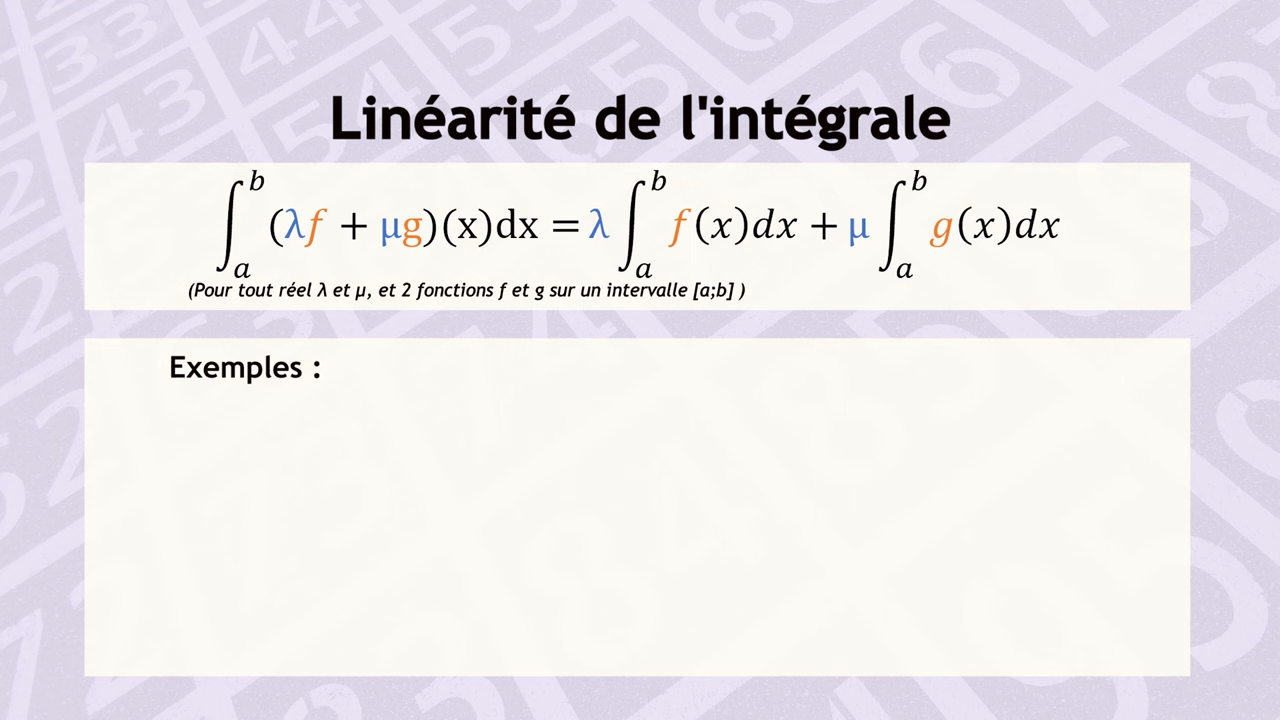 Linéarité de l'intégrale
∫_a^b (λf + μg)(x)dx = λ ∫_a^b f(x)dx + μ ∫_a^b g(x)dx
(Pour tout réel λ et μ, et 2 fonctions f et g sur un intervalle [a;b] )
Exemples :